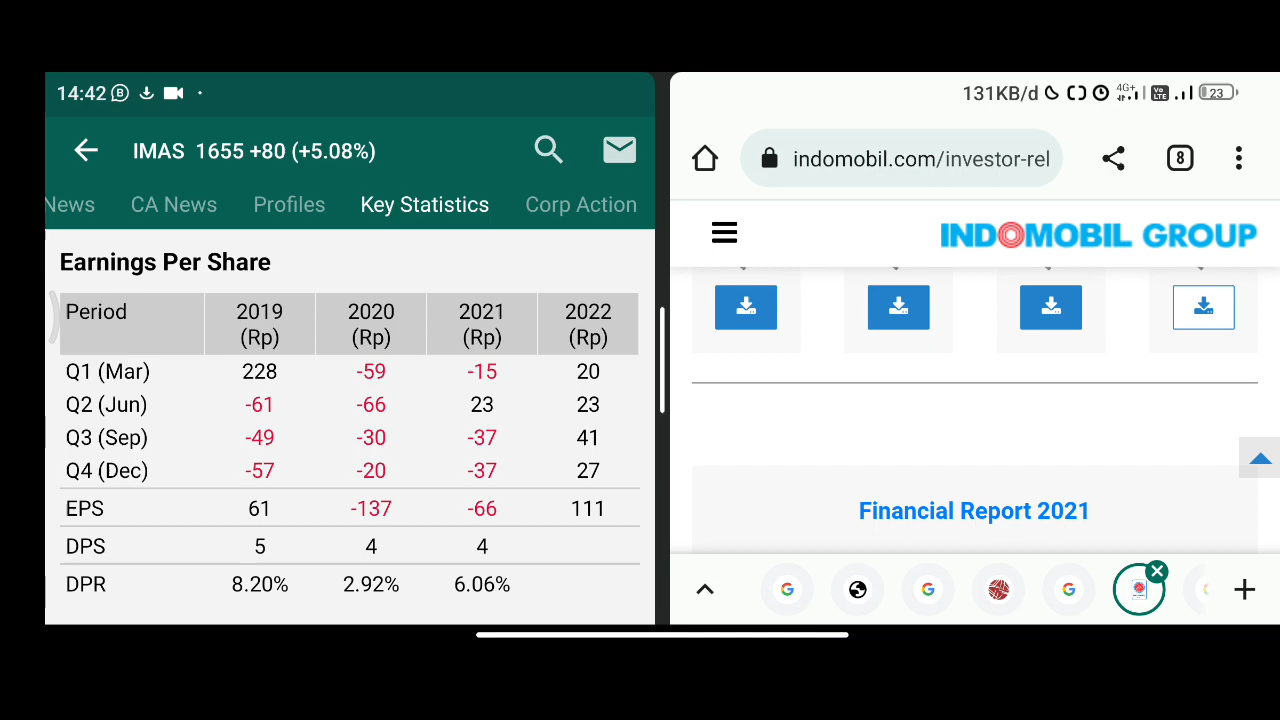 14:42
IMAS 1655 +80 (+5.08%)
News CA News Profiles Key Statistics Corp Action
Earnings Per Share
Period 2019 (Rp) 2020 (Rp) 2021 (Rp) 2022 (Rp)
Q1 (Mar) 228 -59 -15 20
Q2 (Jun) -61 -66 23 23
Q3 (Sep) -49 -30 -37 41
Q4 (Dec) -57 -20 -37 27
EPS 61 -137 -66 111
DPS 5 4 4
DPR 8.20% 2.92% 6.06%
131KB/d 4G+ Vo LTE 23
indomobil.com/investor-rel
8
INDOMOBIL GROUP
Financial Report 2021